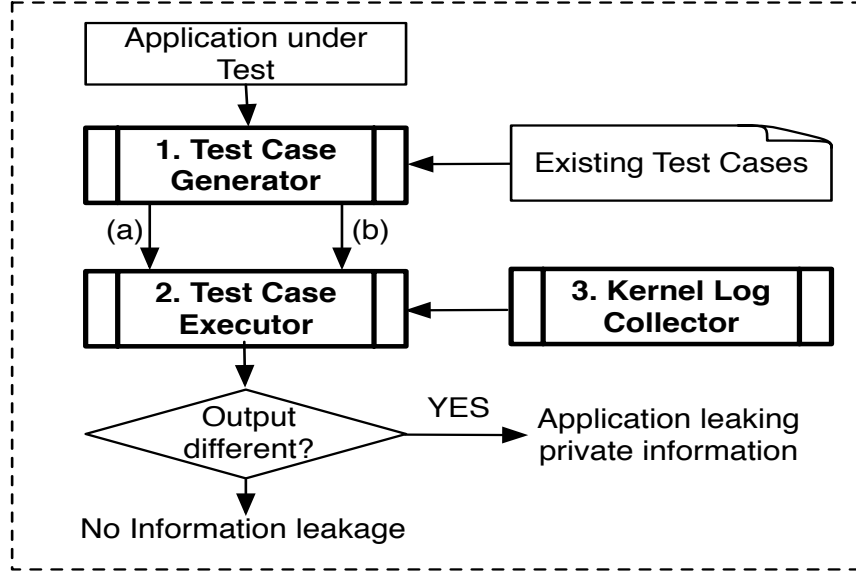 Application under
Test
1. Test Case
Generator
Existing Test Cases
(a)
(b)
2. Test Case
Executor
3. Kernel Log
Collector
Output
different?
YES
Application leaking
private information
No Information leakage